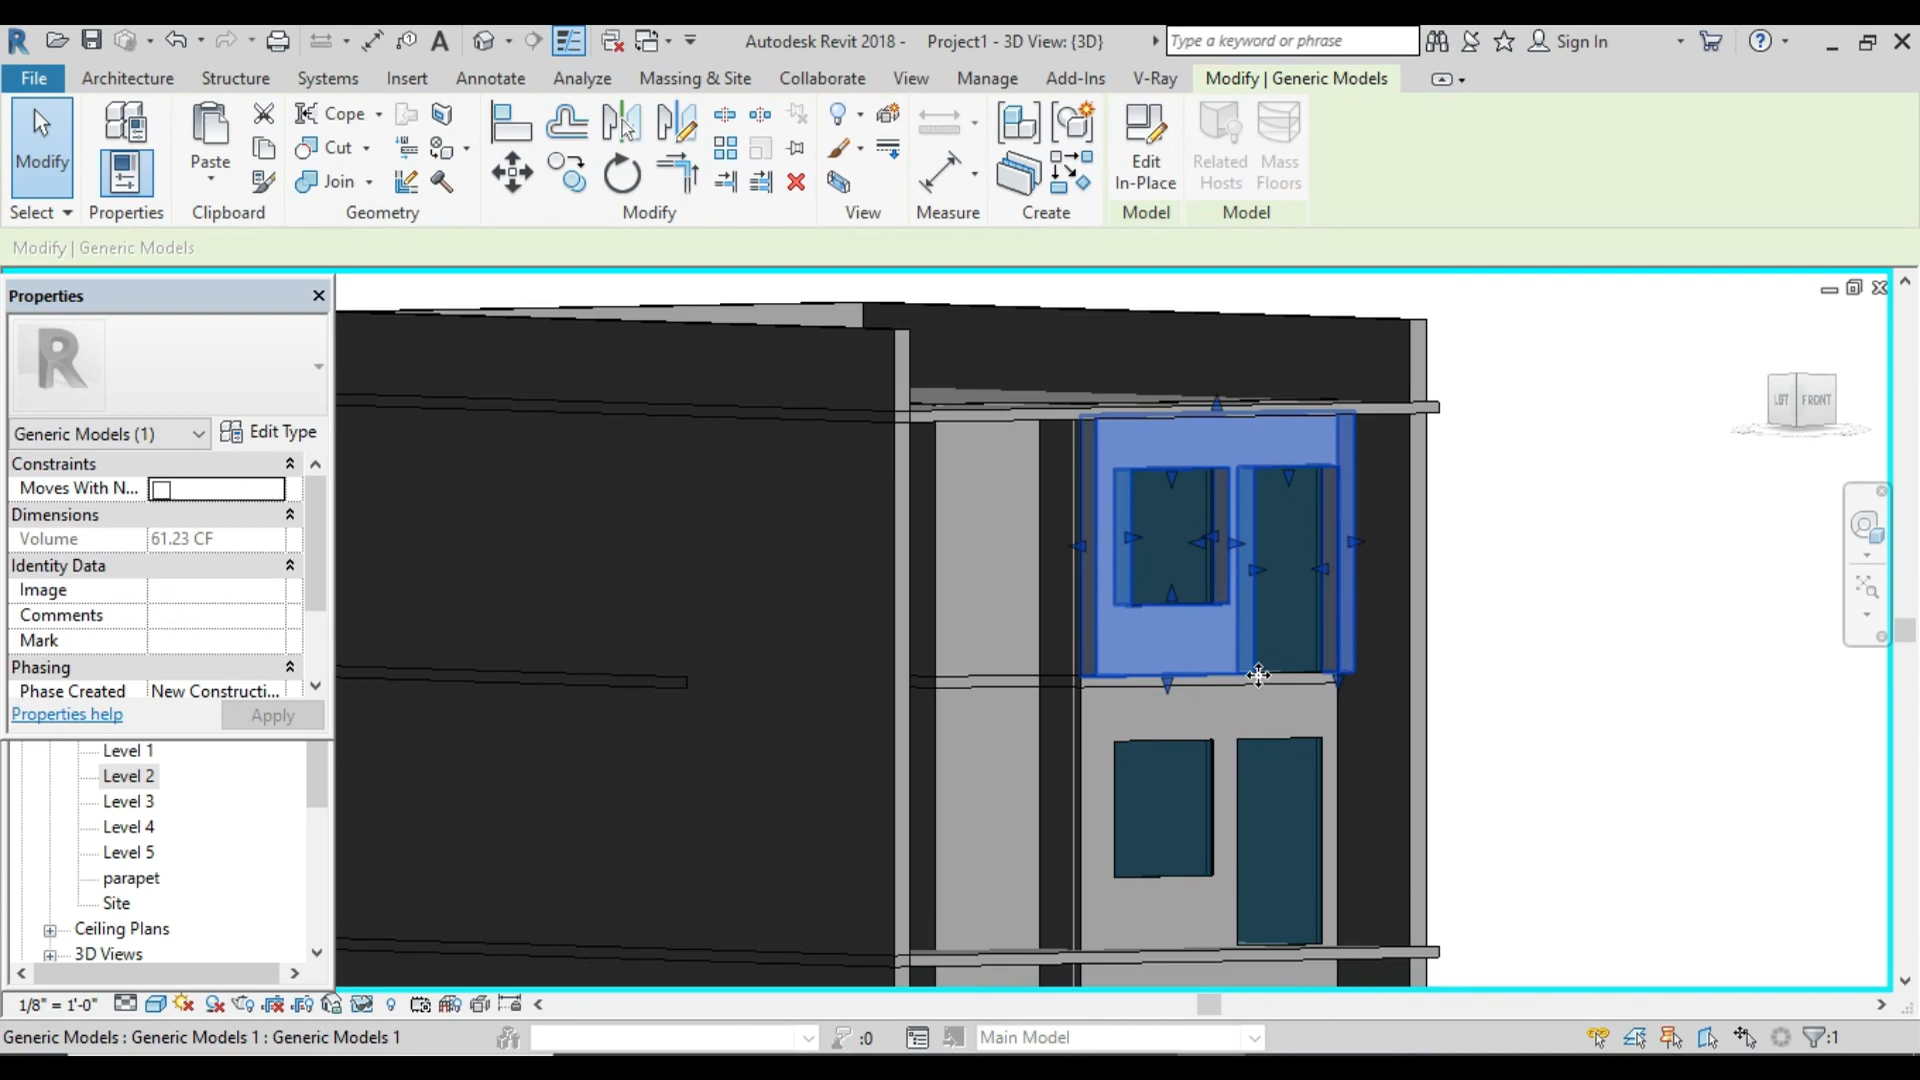 Autodesk Revit 2018 - Project1 - 3D View: {3D}
Type a keyword or phrase
Sign In
File Architecture Structure Systems Insert Annotate Analyze Massing & Site Collaborate View Manage Add-Ins V-Ray Modify | Generic Models
Modify
Paste
Cope
Cut
Join
Edit In-Place
Related Hosts
Mass Floors
Select Properties Clipboard Geometry Modify View Measure Create Model Model
Modify | Generic Models
Properties
Generic Models (1)
Edit Type
Constraints
Moves With N...
Dimensions
Volume 61.23 CF
Identity Data
Image
Comments
Mark
Phasing
Phase Created New Constructi...
Properties help
Apply
Level 1
Level 2
Level 3
Level 4
Level 5
parapet
Site
Ceiling Plans
3D Views
FRONT
1/8" = 1'-0"
Generic Models : Generic Models 1 : Generic Models 1
:0
Main Model
:1